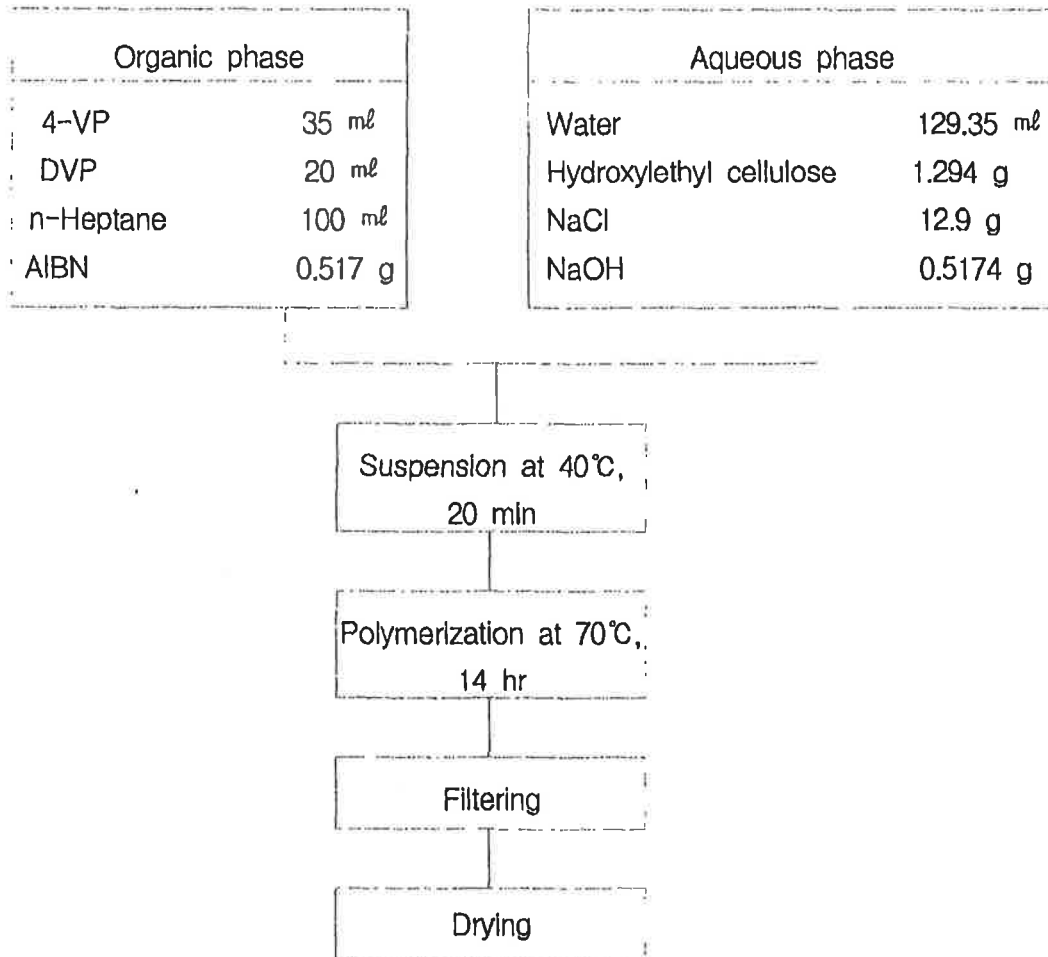 Organic phase
4-VP 35 ㎖
DVP 20 ㎖
n-Heptane 100 ㎖
AIBN 0.517 g
Aqueous phase
Water 129.35 ㎖
Hydroxylethyl cellulose 1.294 g
NaCl 12.9 g
NaOH 0.5174 g
Suspension at 40℃,
20 min
Polymerization at 70℃,
14 hr
Filtering
Drying